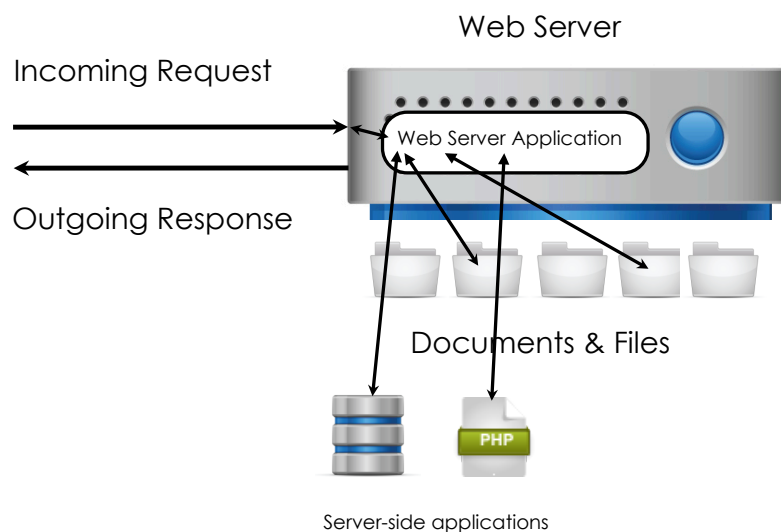 Web Server
Incoming Request
Web Server Application
Outgoing Response
Documents & Files
PHP
Server-side applications